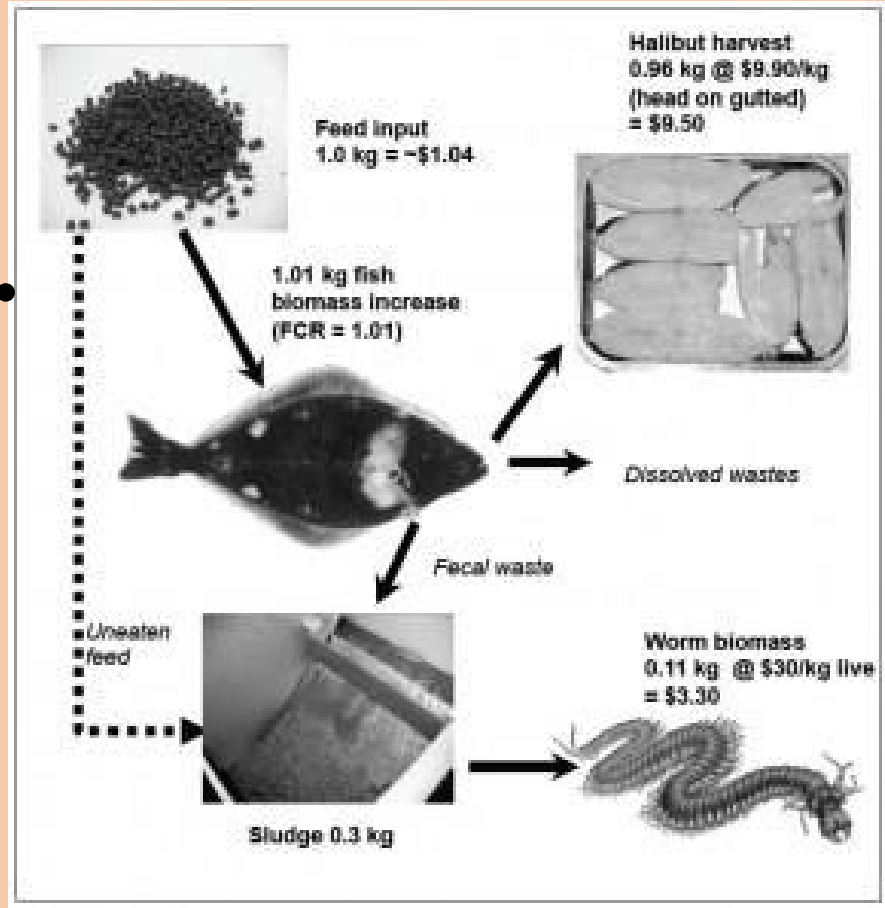 Halibut harvest
0.96 kg @ $9.90/kg
(head on gutted)
= $9.50
Feed input
1.0 kg = ~$1.04
1.01 kg fish
biomass increase
(FCR = 1.01)
Dissolved wastes
Fecal waste
Uneaten
feed
Worm biomass
0.11 kg @ $30/kg live
= $3.30
Sludge 0.3 kg